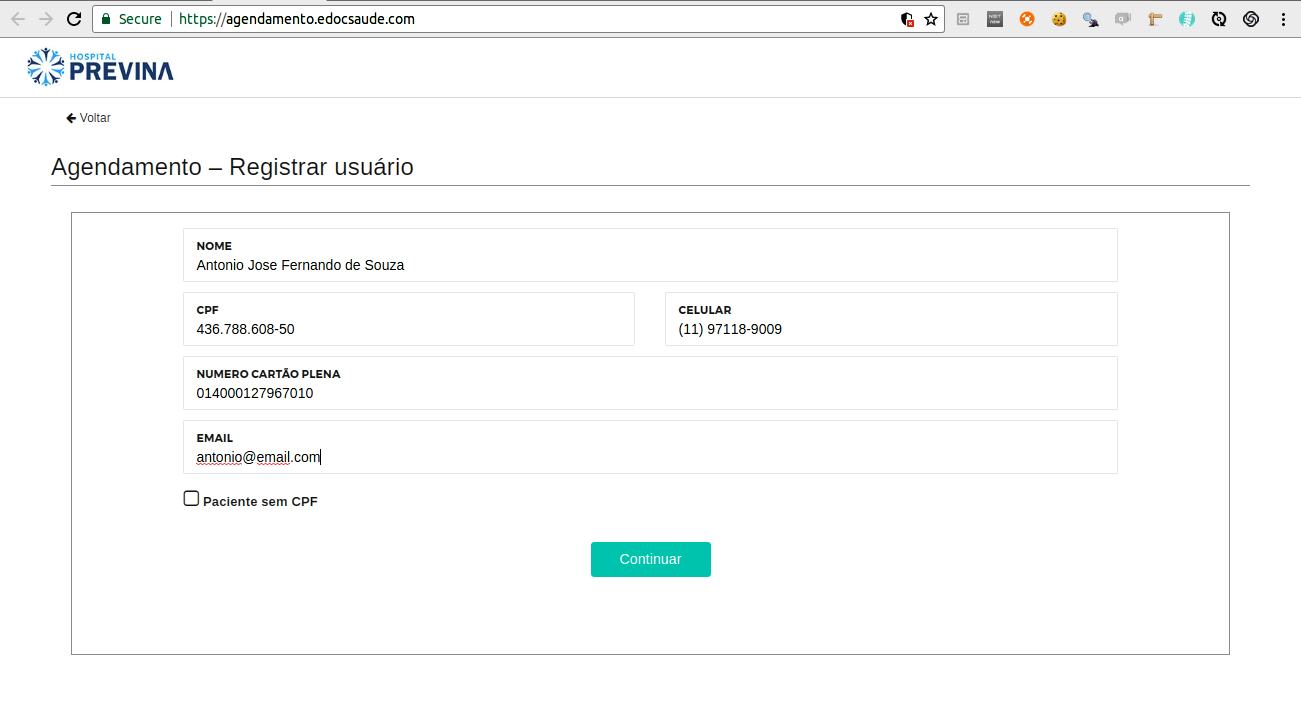 Secure
https://agendamento.edocsaude.com
HOSPITAL
PREVINA
Voltar
Agendamento – Registrar usuário
NOME
Antonio Jose Fernando de Souza
CPF
436.788.608-50
CELULAR
(11) 97118-9009
NUMERO CARTÃO PLENA
014000127967010
EMAIL
antonio@email.com
Paciente sem CPF
Continuar